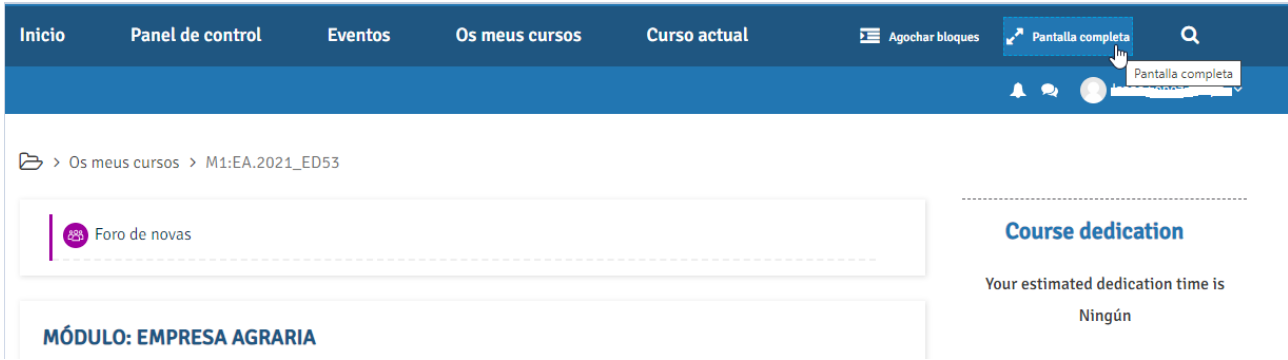 Inicio Panel de control Eventos Os meus cursos Curso actual Agochar bloques Pantalla completa
Pantalla completa
> Os meus cursos > M1:EA.2021_ED53
Foro de novas
Course dedication
Your estimated dedication time is
Ningún
MÓDULO: EMPRESA AGRARIA